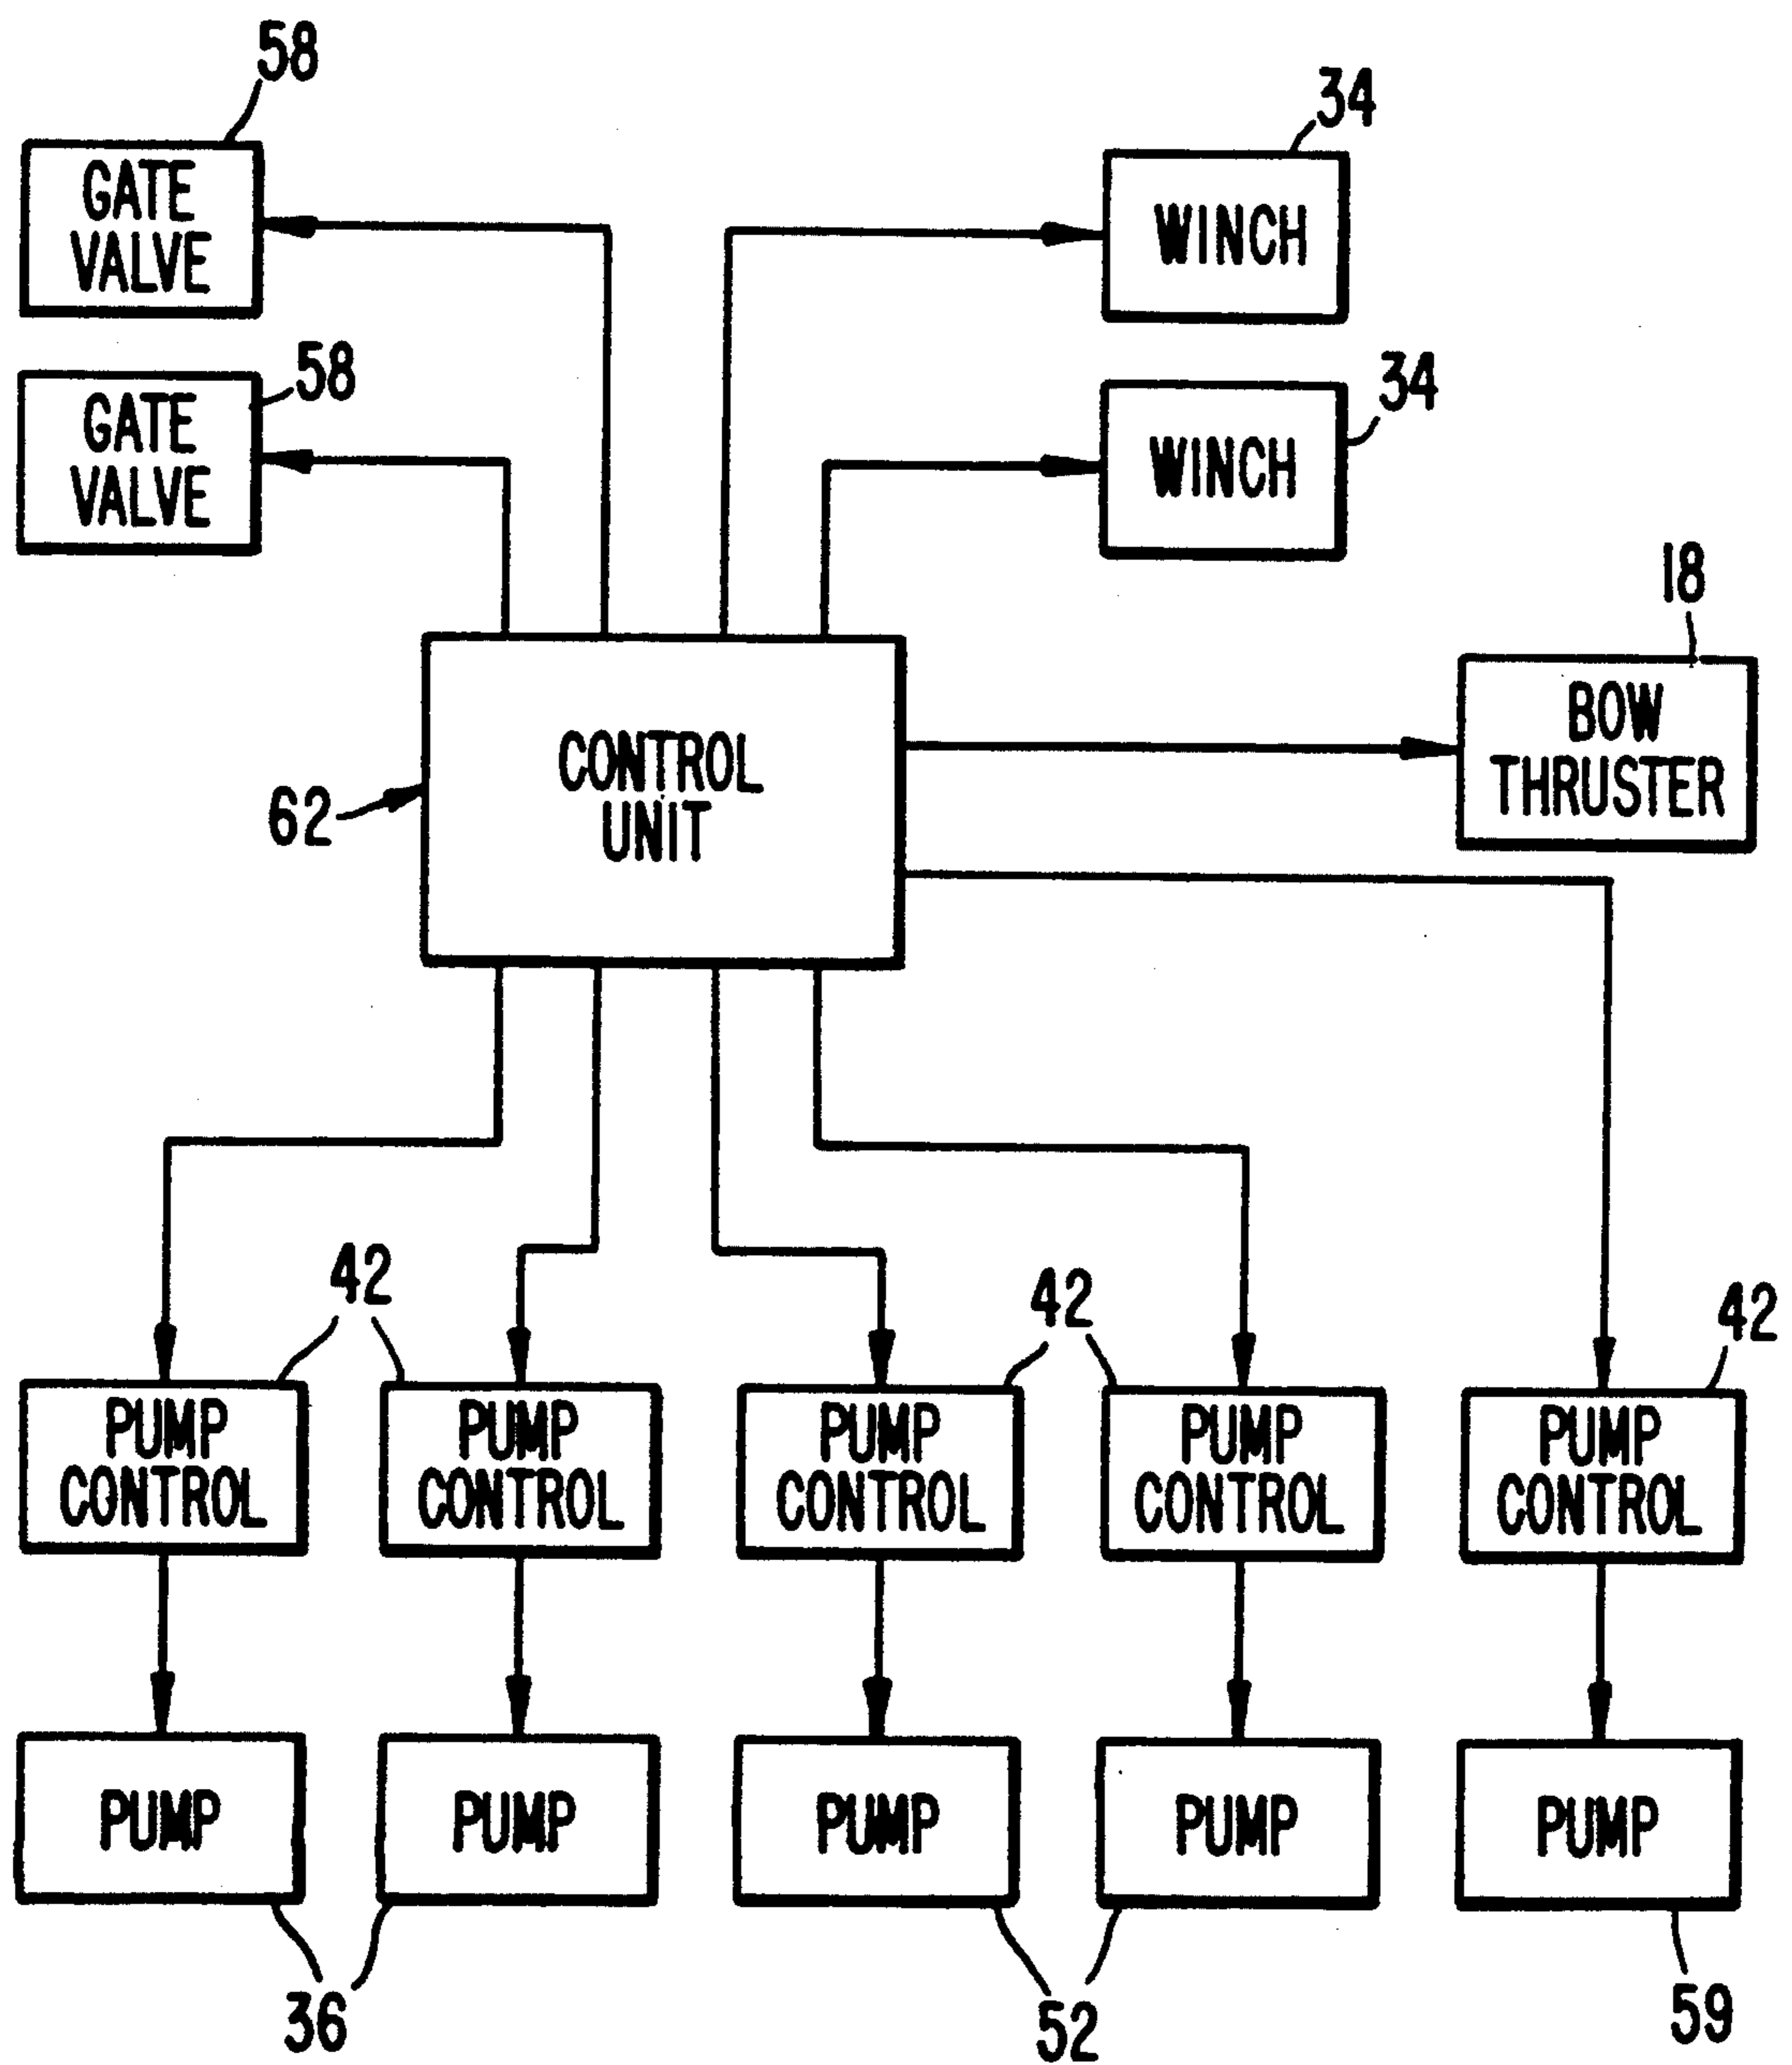 58
34
GATE
VALVE
WINCH
58
34
GATE
VALVE
WINCH
18
BOW
THRUSTER
62
CONTROL
UNIT
42
42
42
PUMP
CONTROL
PUMP
CONTROL
PUMP
CONTROL
PUMP
CONTROL
PUMP
CONTROL
PUMP
PUMP
PUMP
PUMP
PUMP
36
52
59